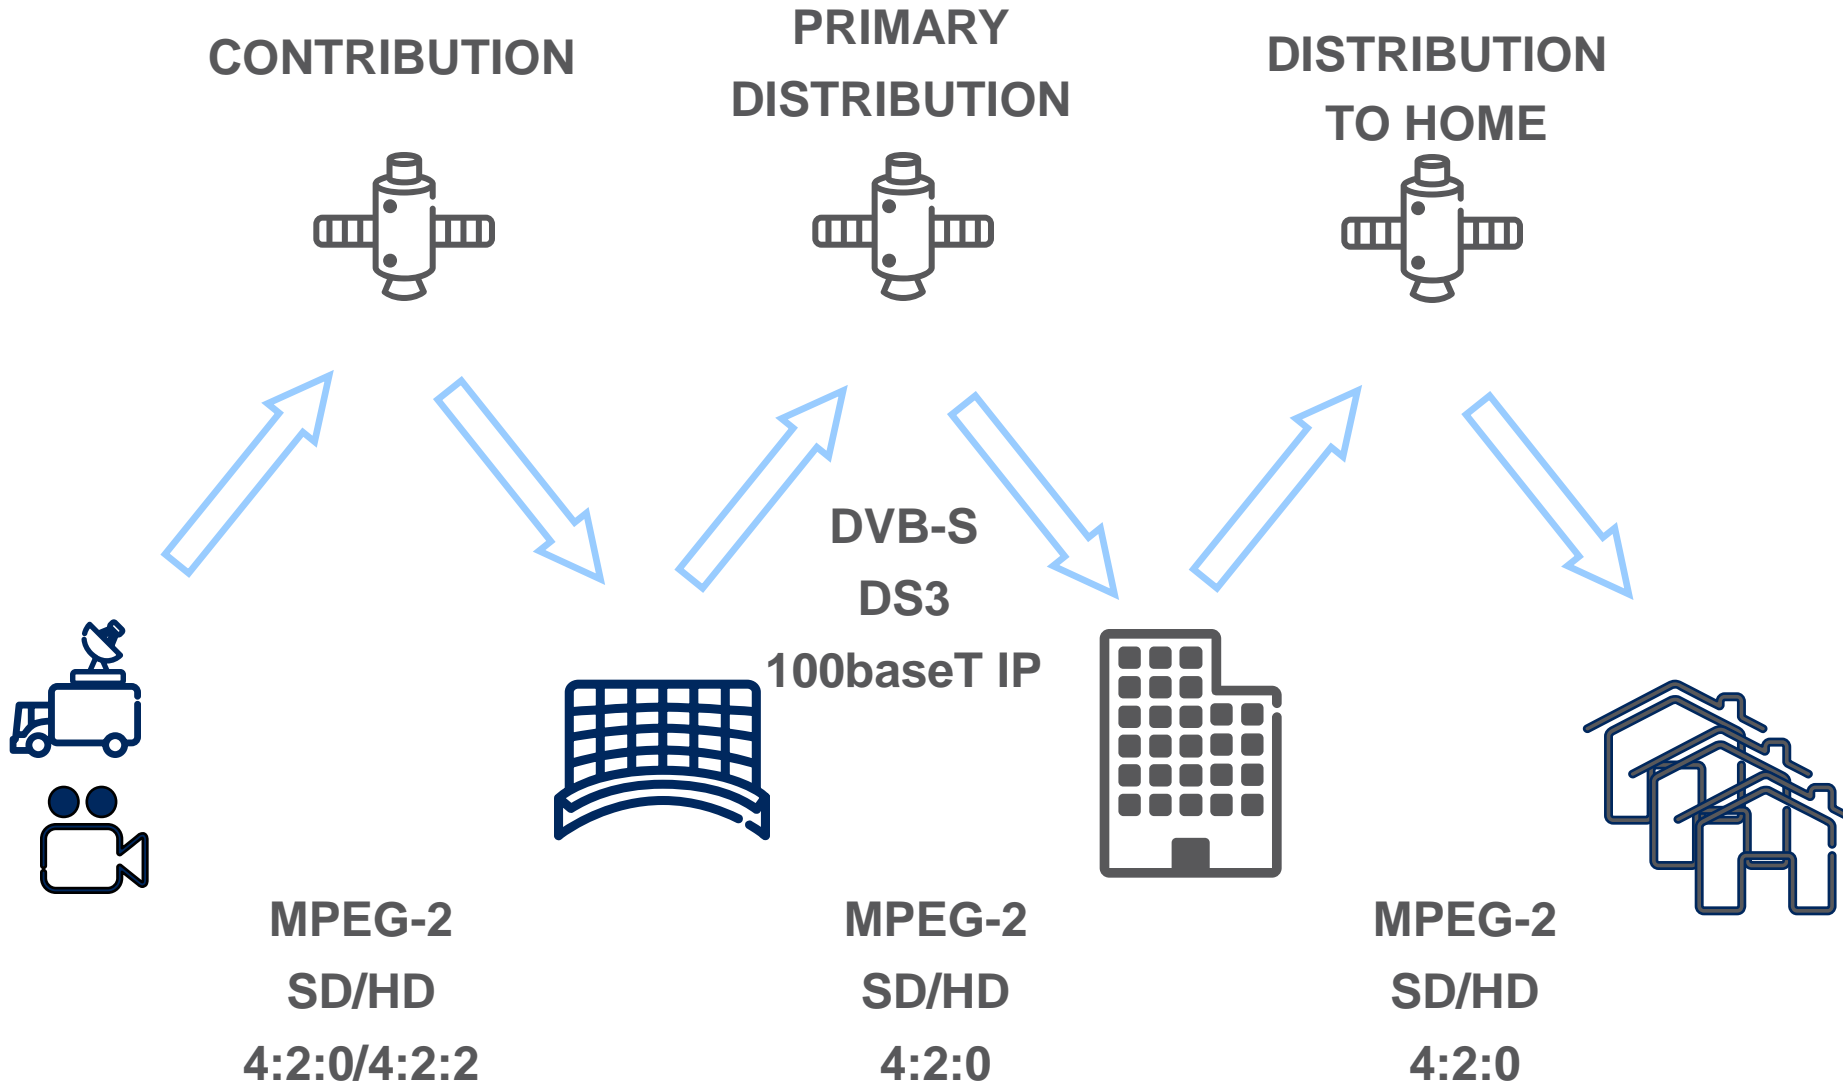 CONTRIBUTION
PRIMARY
DISTRIBUTION
DISTRIBUTION
TO HOME
DVB-S
DS3
100baseT IP
MPEG-2
SD/HD
4:2:0/4:2:2
MPEG-2
SD/HD
4:2:0
MPEG-2
SD/HD
4:2:0